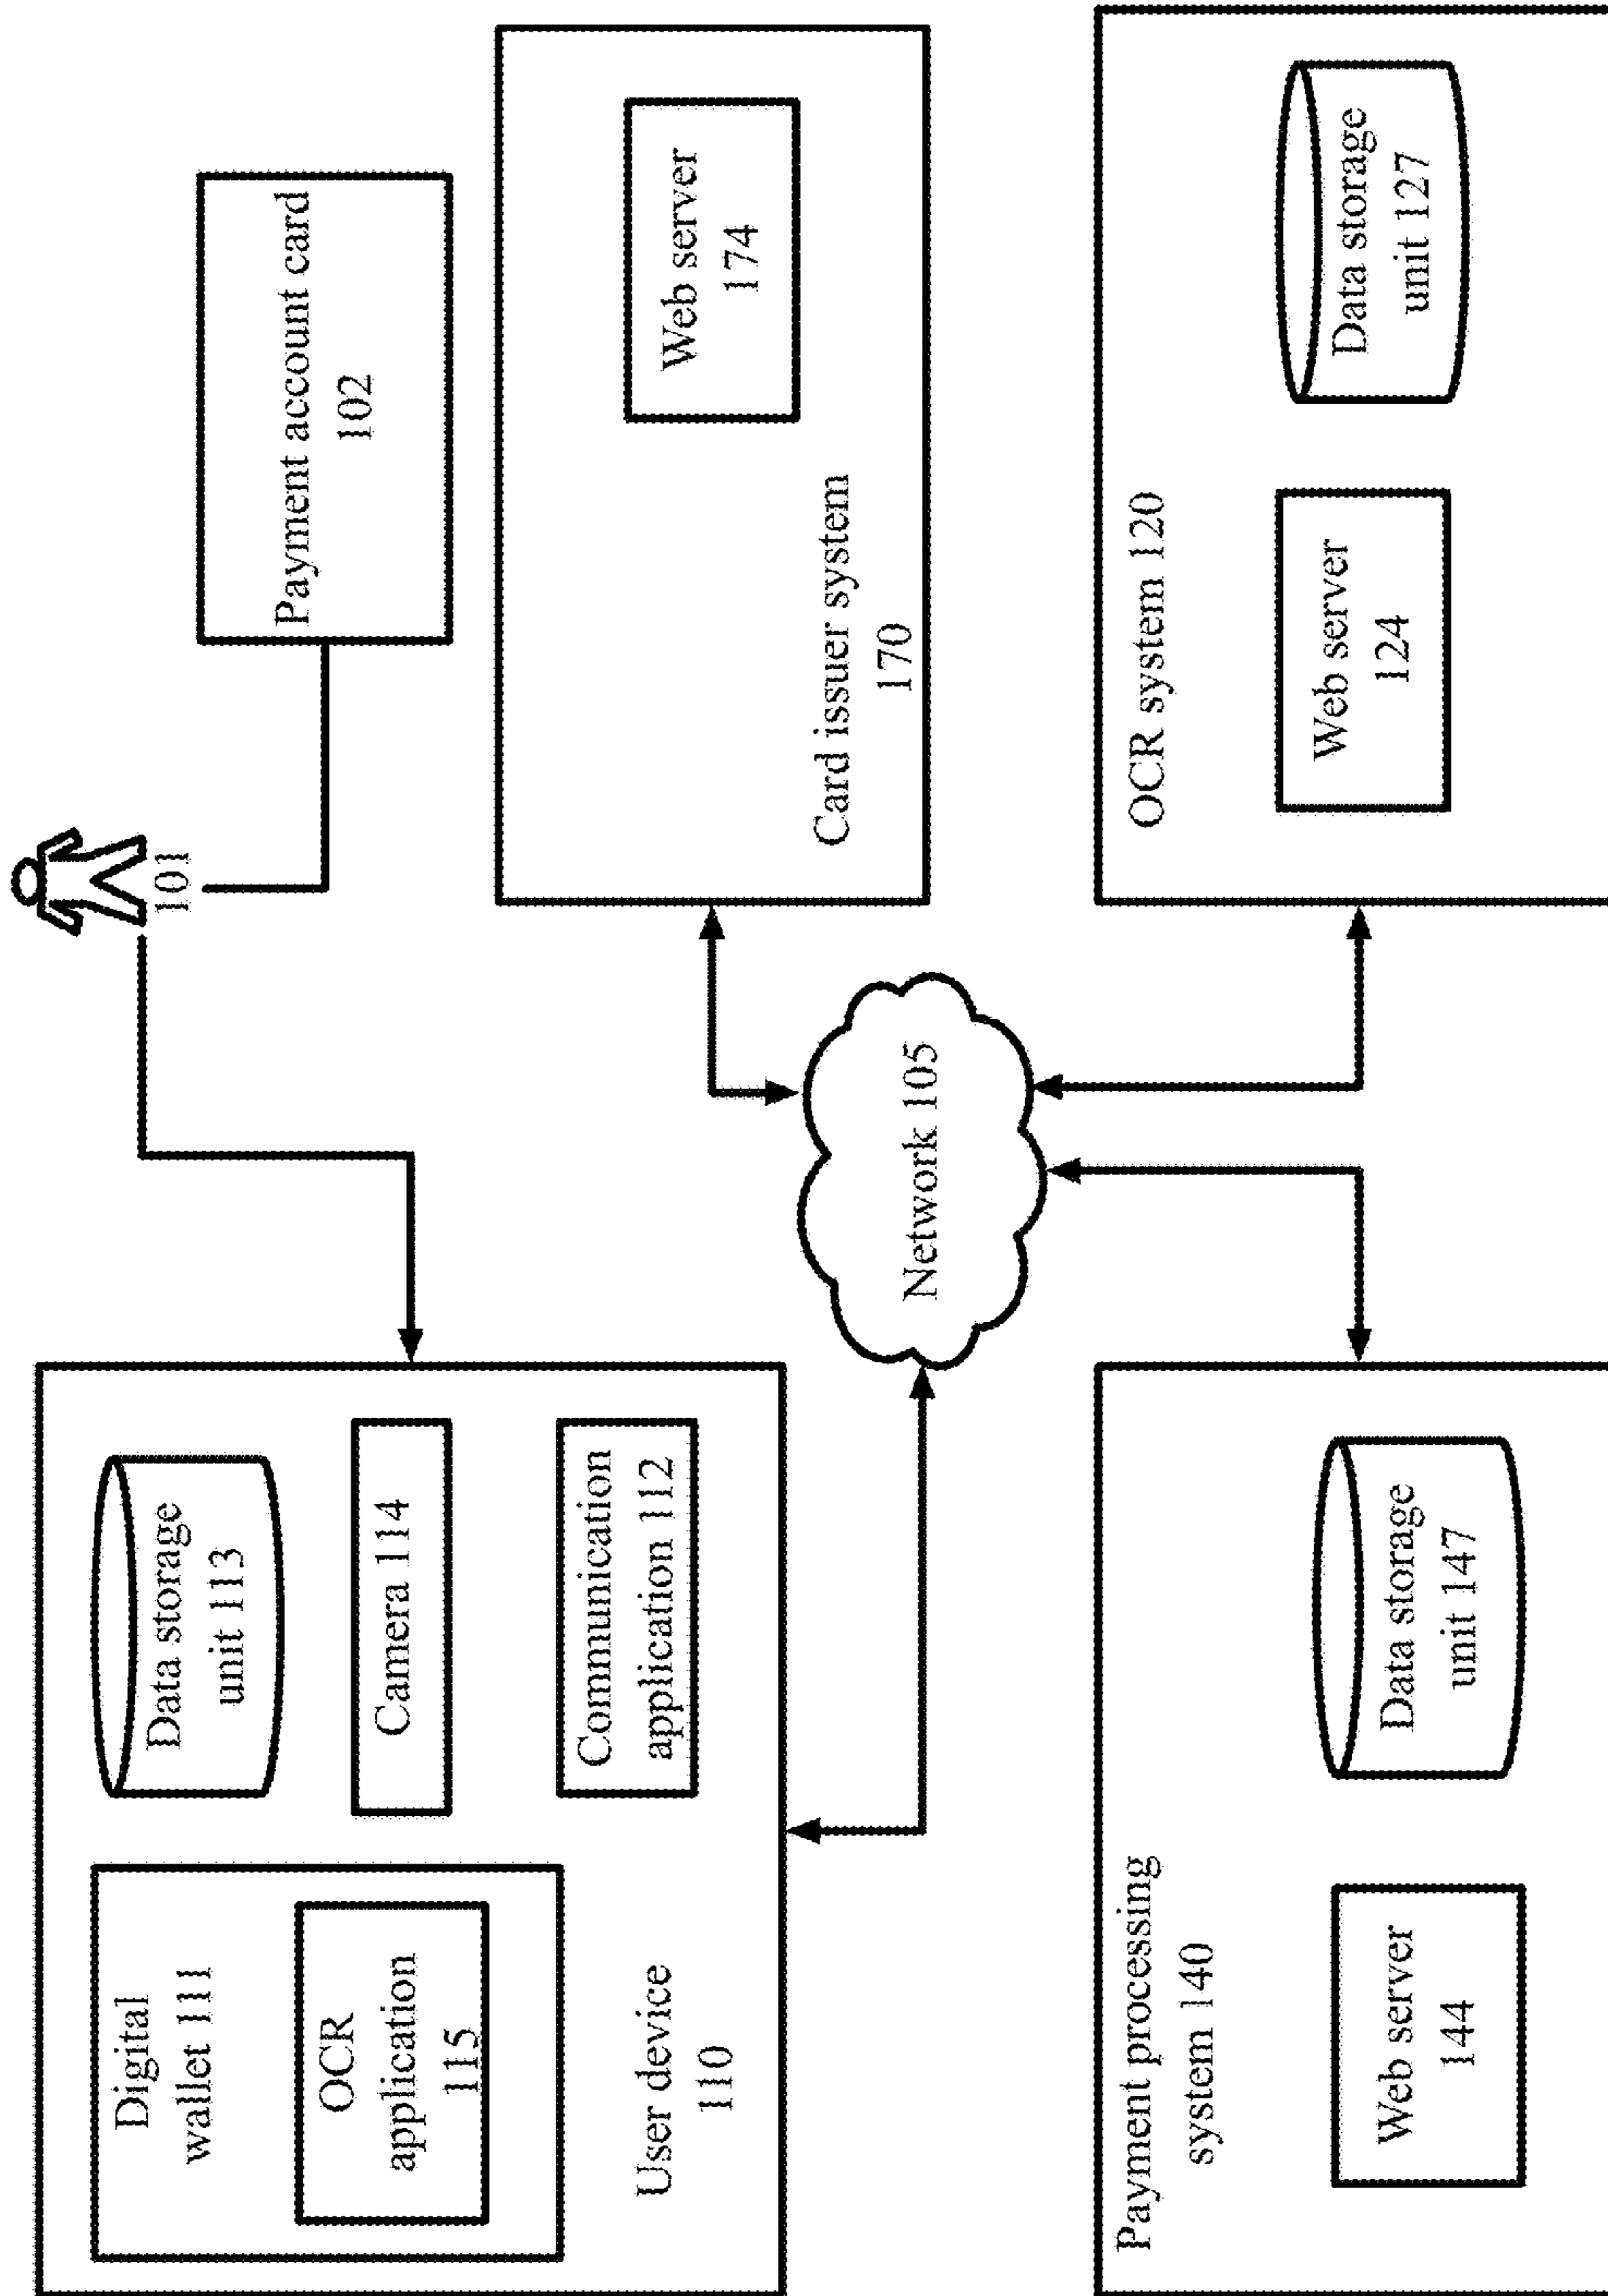 101
Digital
wallet 111
OCR
application
115
Data storage
unit 113
Camera 114
Communication
application 112
User device
110
Payment account card
102
Web server
174
Card issuer system
170
Network 105
Payment processing
system 140
Web server
144
Data storage
unit 147
OCR system 120
Web server
124
Data storage
unit 127